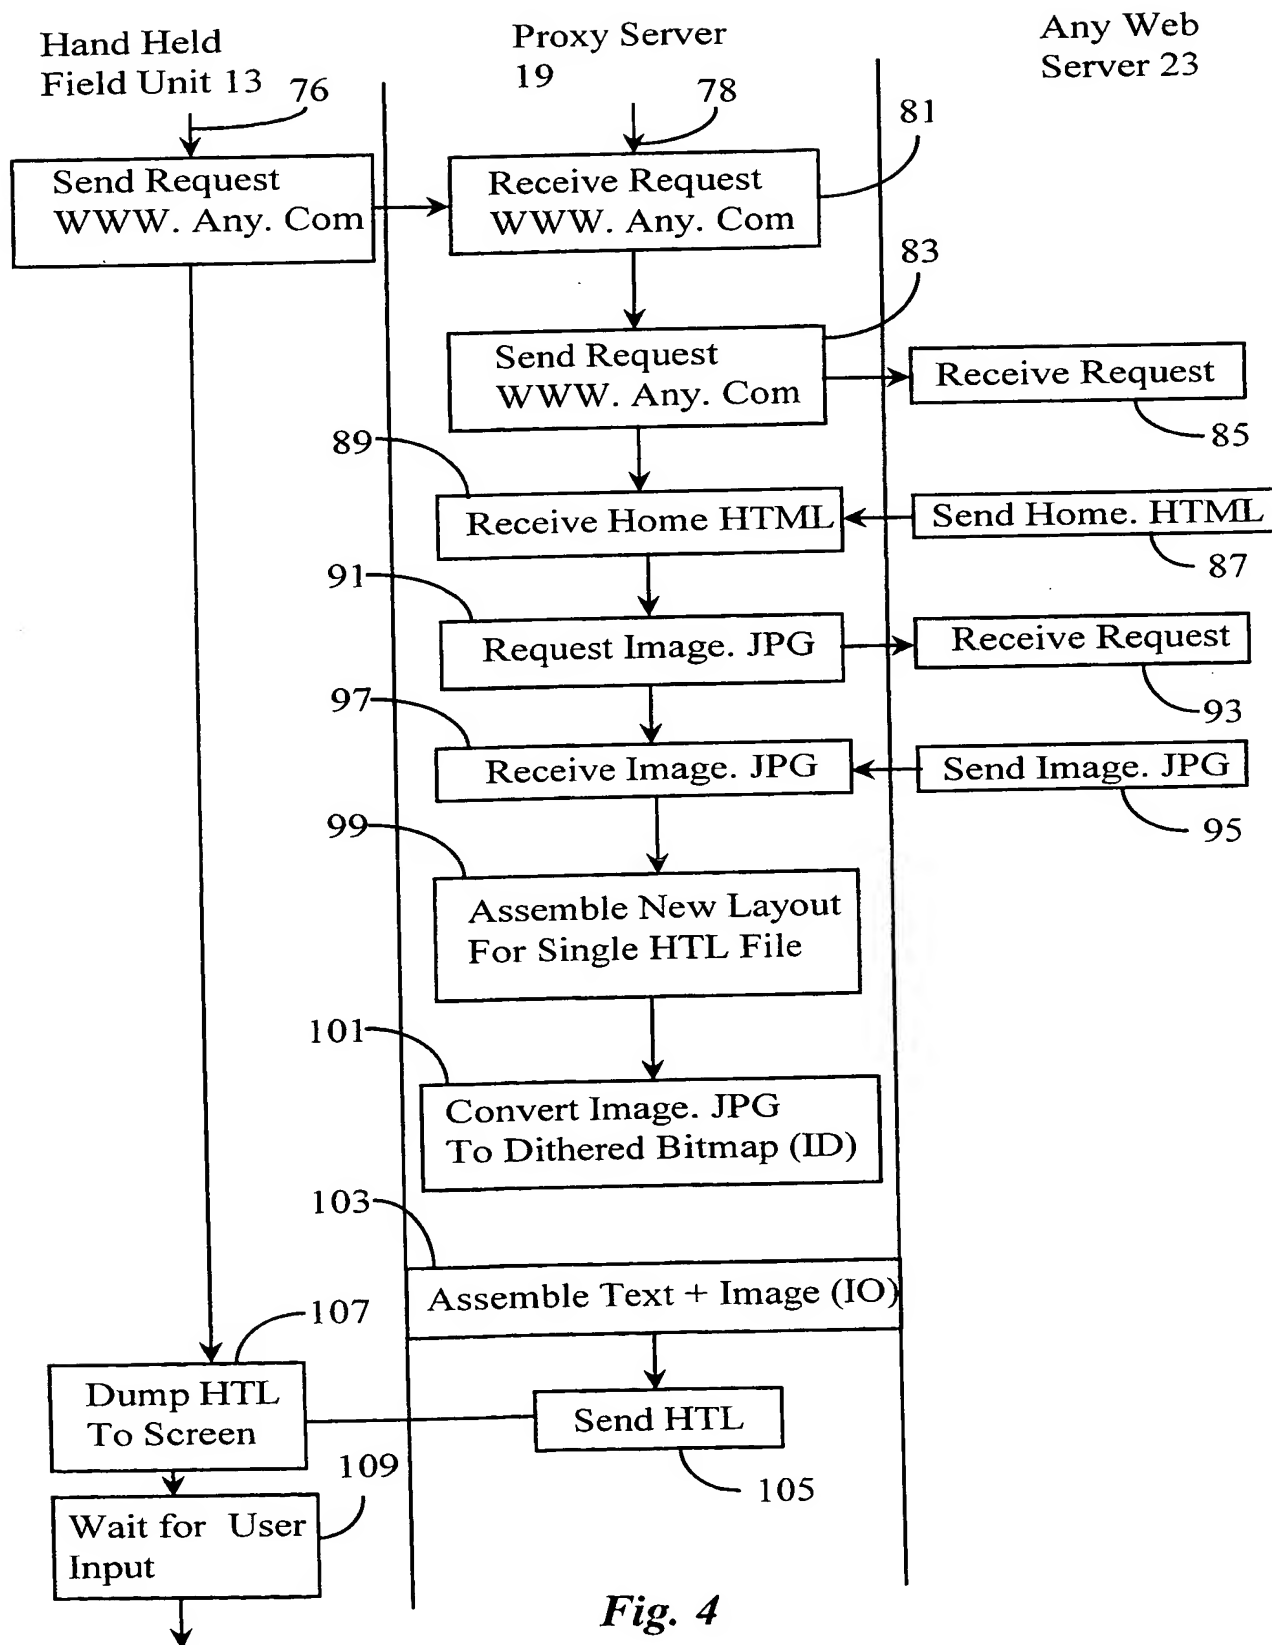 Hand Held
Field Unit 13
76
Proxy Server
19
78
Any Web
Server 23
81
Send Request
WWW. Any. Com
Receive Request
WWW. Any. Com
83
Send Request
WWW. Any. Com
Receive Request
85
89
Receive Home HTML
Send Home. HTML
87
91
Request Image. JPG
Receive Request
93
97
Receive Image. JPG
Send Image. JPG
95
99
Assemble New Layout
For Single HTL File
101
Convert Image. JPG
To Dithered Bitmap (ID)
103
Assemble Text + Image (IO)
107
Dump HTL
To Screen
Send HTL
105
109
Wait for User
Input
Fig. 4